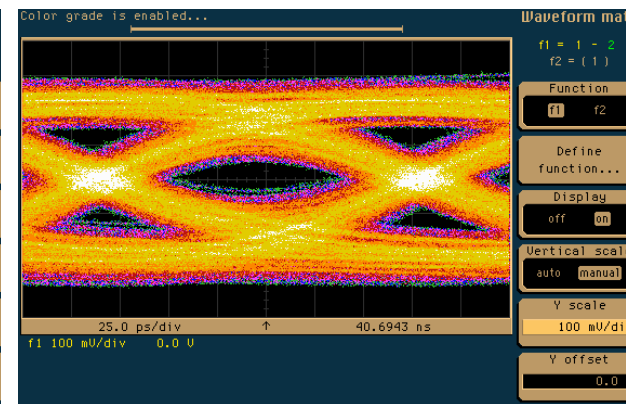 Color grade is enabled...
25.0 ps/div ↑ 40.6943 ns
f1 100 mV/div 0.0 V
Waveform mat
f1 = 1 - 2
f2 = ( 1 )
Function
f1 f2
Define
function...
Display
off on
Vertical scale
auto manual
Y scale
100 mV/di
Y offset
0.0